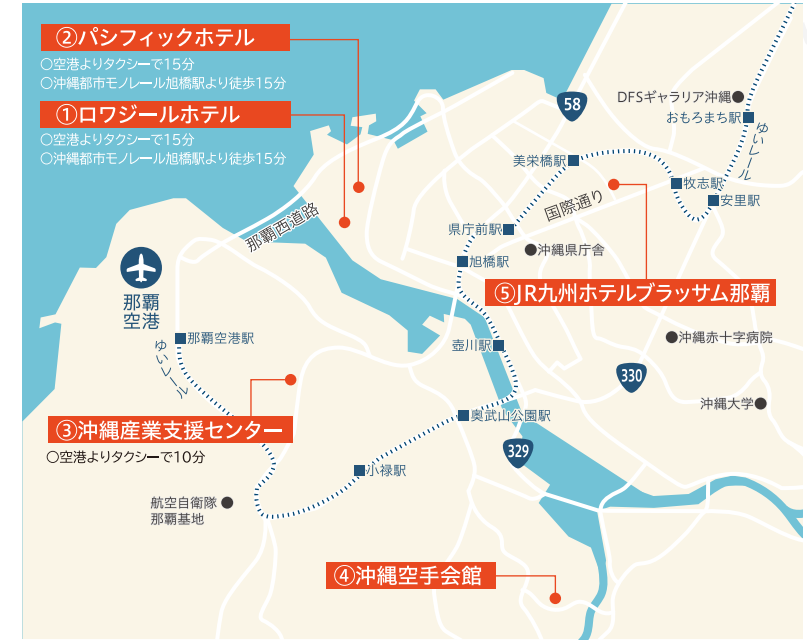 ②パシフィックホテル
○空港よりタクシーで15分
○沖縄都市モノレール旭橋駅より徒歩15分
①ロワジールホテル
○空港よりタクシーで15分
○沖縄都市モノレール旭橋駅より徒歩15分
58
DFSギャラリア沖縄
おもろまち駅
ゆいレール
美栄橋駅
牧志駅
安里駅
国際通り
那覇西道路
県庁前駅
沖縄県庁舎
旭橋駅
⑤JR九州ホテルブラッサム那覇
那覇
空港
那覇空港駅
ゆいレール
壺川駅
沖縄赤十字病院
330
沖縄大学
③沖縄産業支援センター
○空港よりタクシーで10分
奥武山公園駅
329
小禄駅
航空自衛隊
那覇基地
④沖縄空手会館